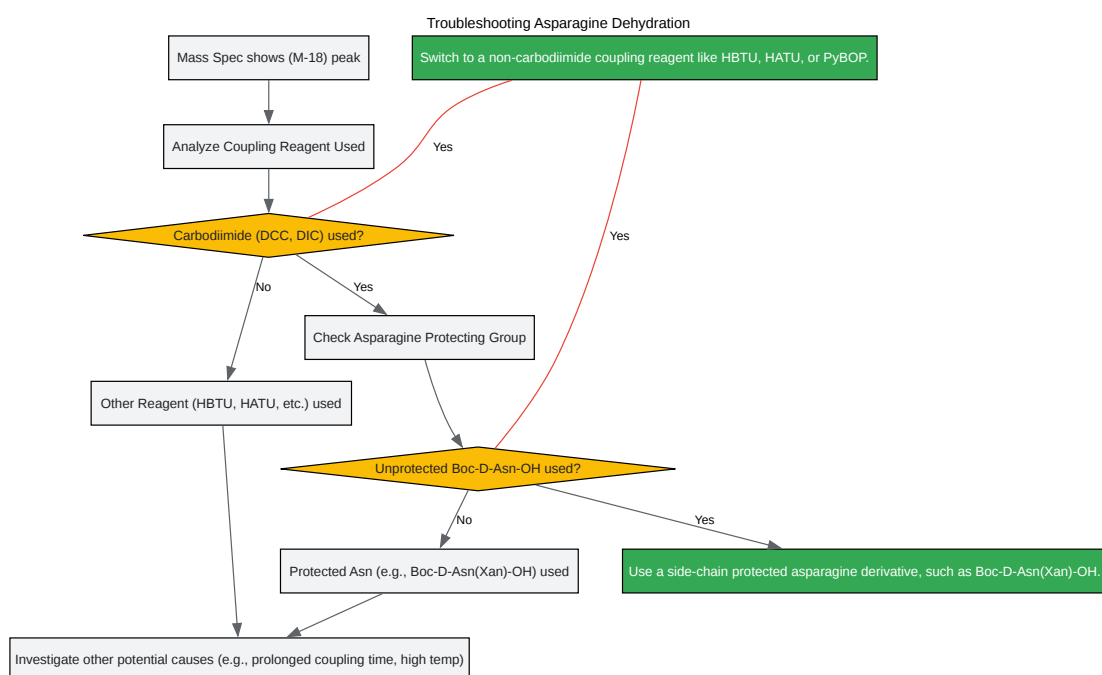 Troubleshooting Asparagine Dehydration
Mass Spec shows (M-18) peak
Switch to a non-carbodiimide coupling reagent like HBTU, HATU, or PyBOP.
Analyze Coupling Reagent Used
Yes
Carbodiimide (DCC, DIC) used?
Yes
No
Yes
Check Asparagine Protecting Group
Other Reagent (HBTU, HATU, etc.) used
Unprotected Boc-D-Asn-OH used?
No
Yes
Protected Asn (e.g., Boc-D-Asn(Xan)-OH) used
Use a side-chain protected asparagine derivative, such as Boc-D-Asn(Xan)-OH.
Investigate other potential causes (e.g., prolonged coupling time, high temp)